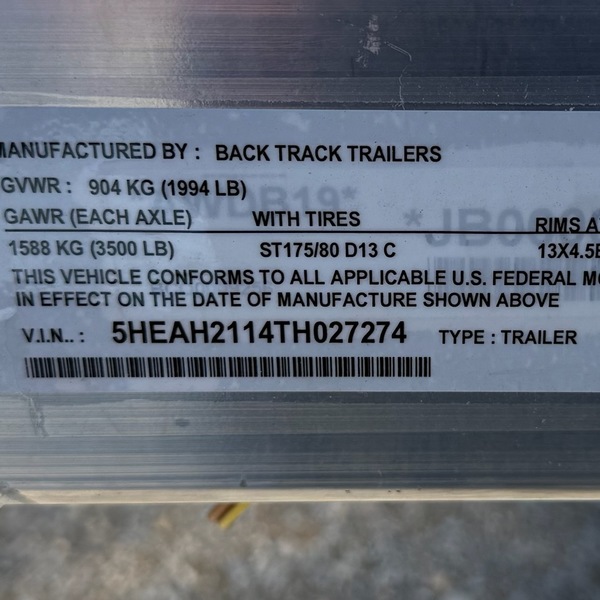 MANUFACTURED BY : BACK TRACK TRAILERS
GVWR : 904 KG (1994 LB)
GAWR (EACH AXLE) WITH TIRES RIMS
1588 KG (3500 LB) ST175/80 D13 C 13X4.5
THIS VEHICLE CONFORMS TO ALL APPLICABLE U.S. FEDERAL
IN EFFECT ON THE DATE OF MANUFACTURE SHOWN ABOVE
V.I.N.. : 5HEAH2114TH027274 TYPE : TRAILER